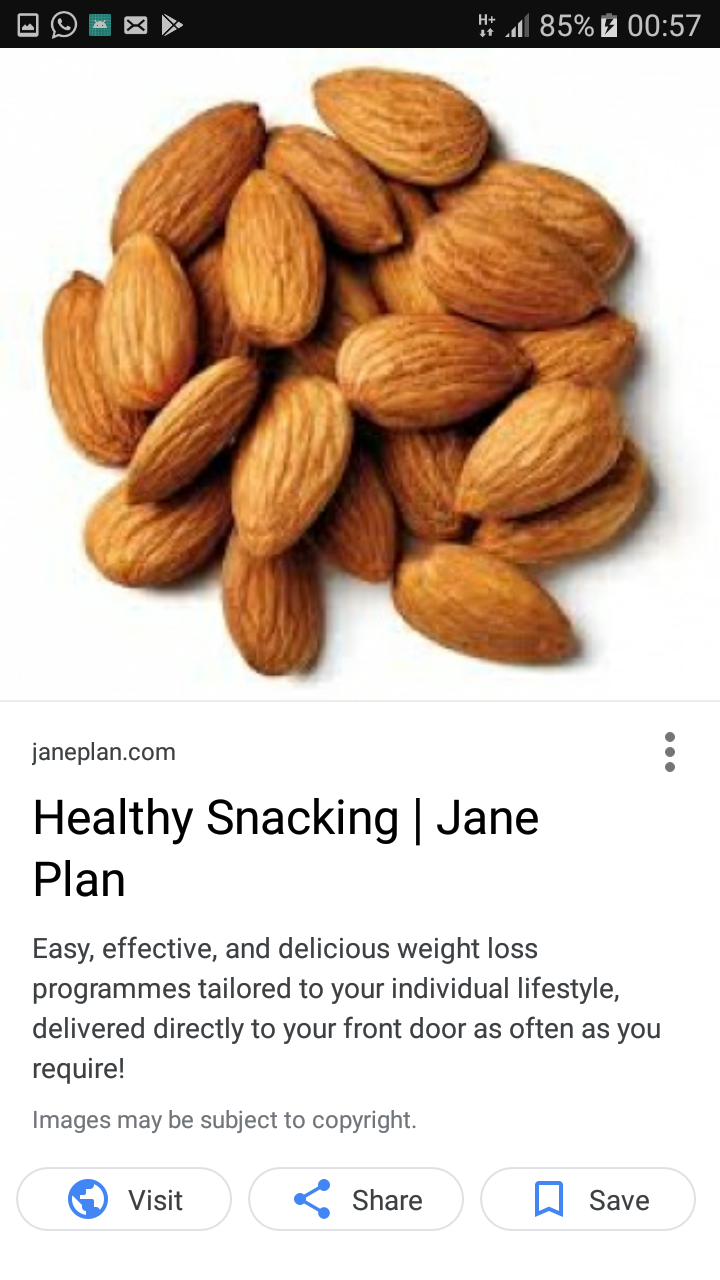 H+ 85% 00:57
janeplan.com
Healthy Snacking | Jane
Plan
Easy, effective, and delicious weight loss
programmes tailored to your individual lifestyle,
delivered directly to your front door as often as you
require!
Images may be subject to copyright.
Visit Share Save